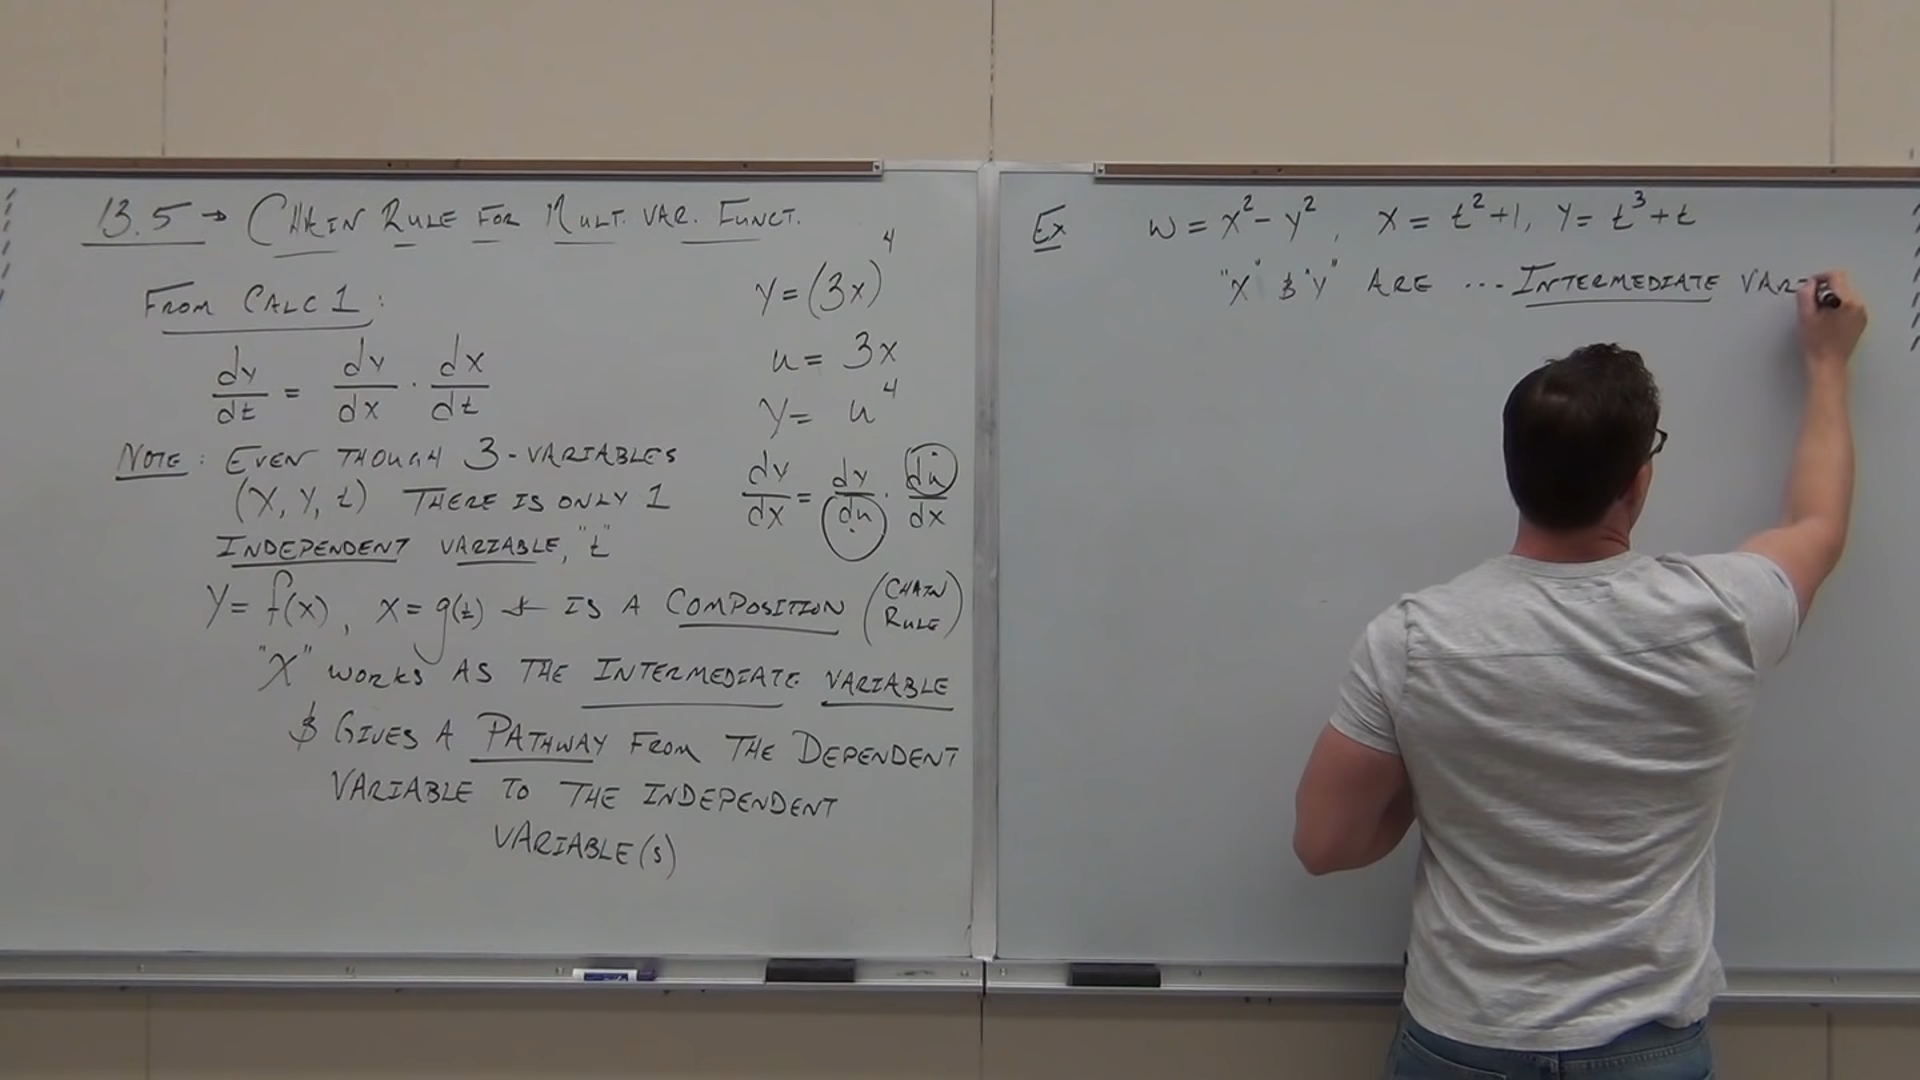 13.5 → CHAIN RULE FOR MULT. VAR. FUNCT.
FROM CALC 1:
dy/dt = dy/dx · dx/dt
NOTE: EVEN THOUGH 3-VARIABLES
(X, Y, t) THERE IS ONLY 1
INDEPENDENT VARIABLE, "t"
y = (3x)⁴
u = 3x
y = u⁴
dy/dx = dy/du · du/dx
Y = f(x), X = g(t) ← IS A COMPOSITION (CHAIN RULE)
"X" WORKS AS THE INTERMEDIATE VARIABLE
& GIVES A PATHWAY FROM THE DEPENDENT
VARIABLE TO THE INDEPENDENT
VARIABLE(S)
Ex w = x² - y², x = t² + 1, y = t³ + t
"X" & "Y" ARE ... INTERMEDIATE VAR